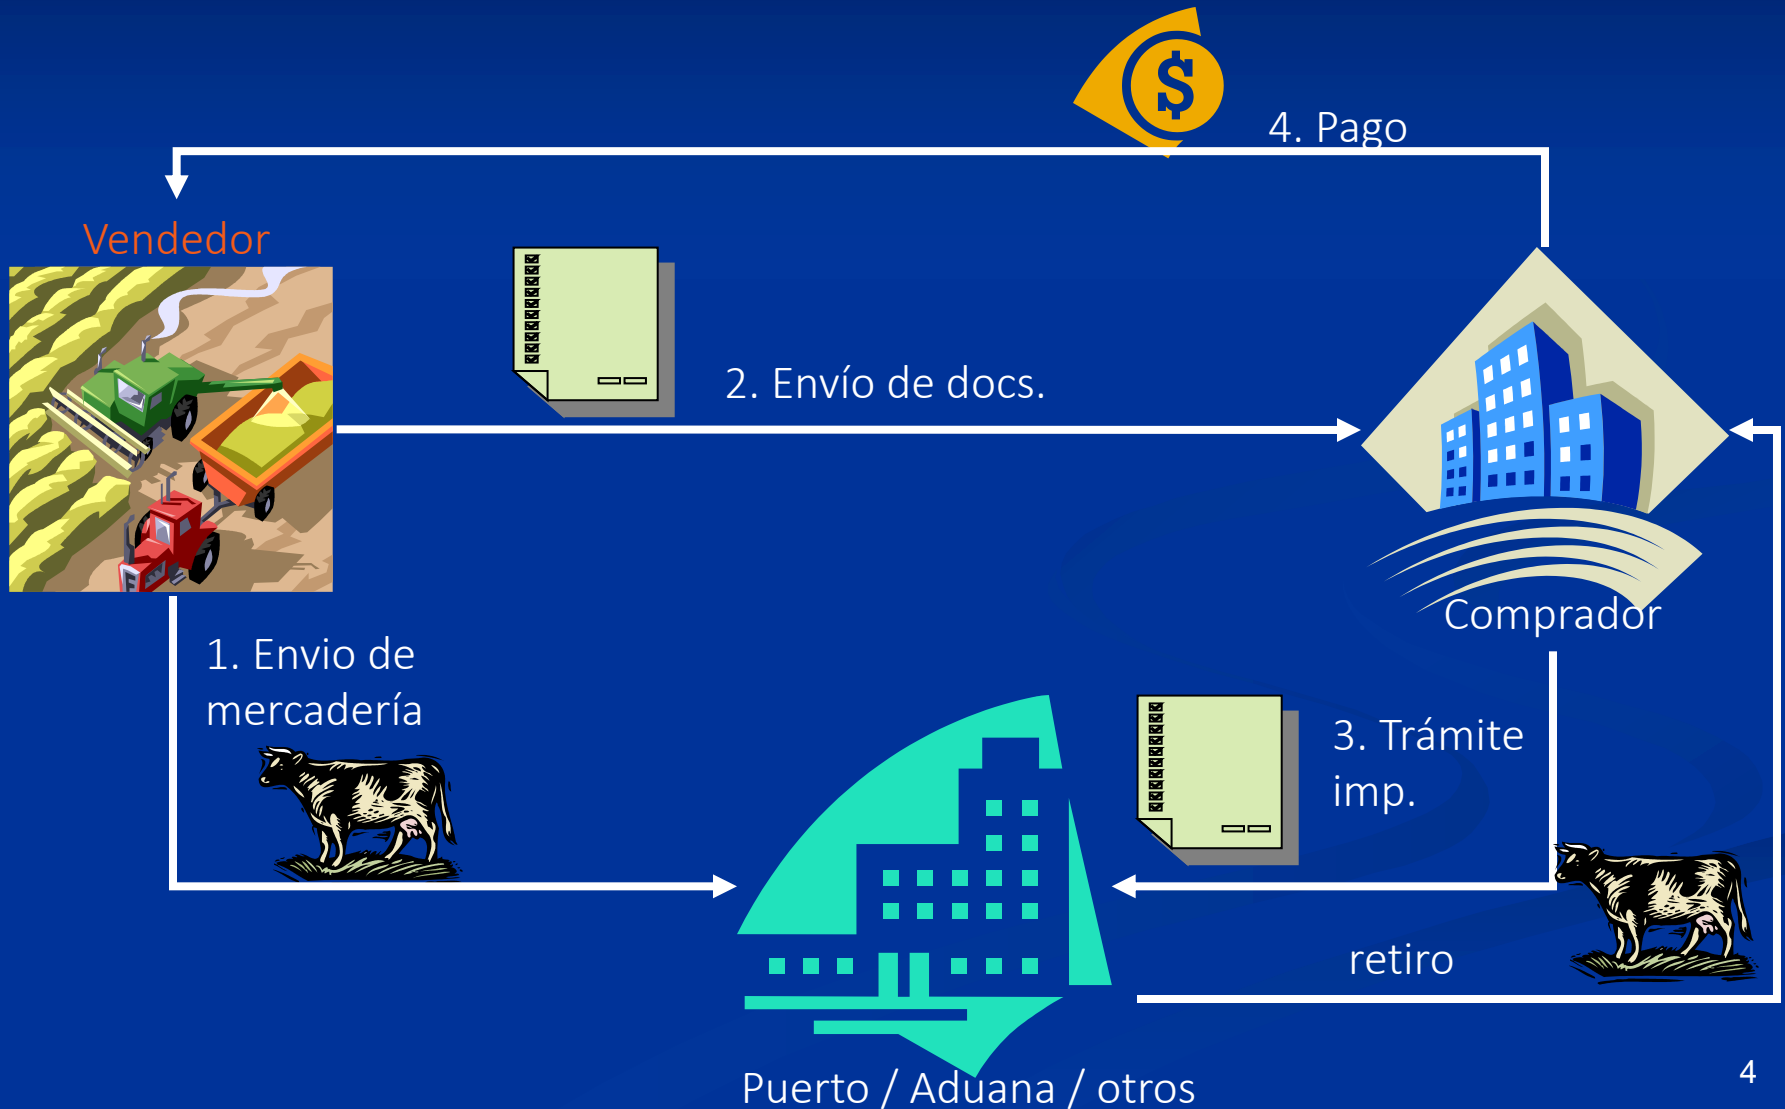 $
4. Pago
Vendedor
2. Envío de docs.
Comprador
1. Envio de
mercadería
3. Trámite
imp.
retiro
Puerto / Aduana / otros
4